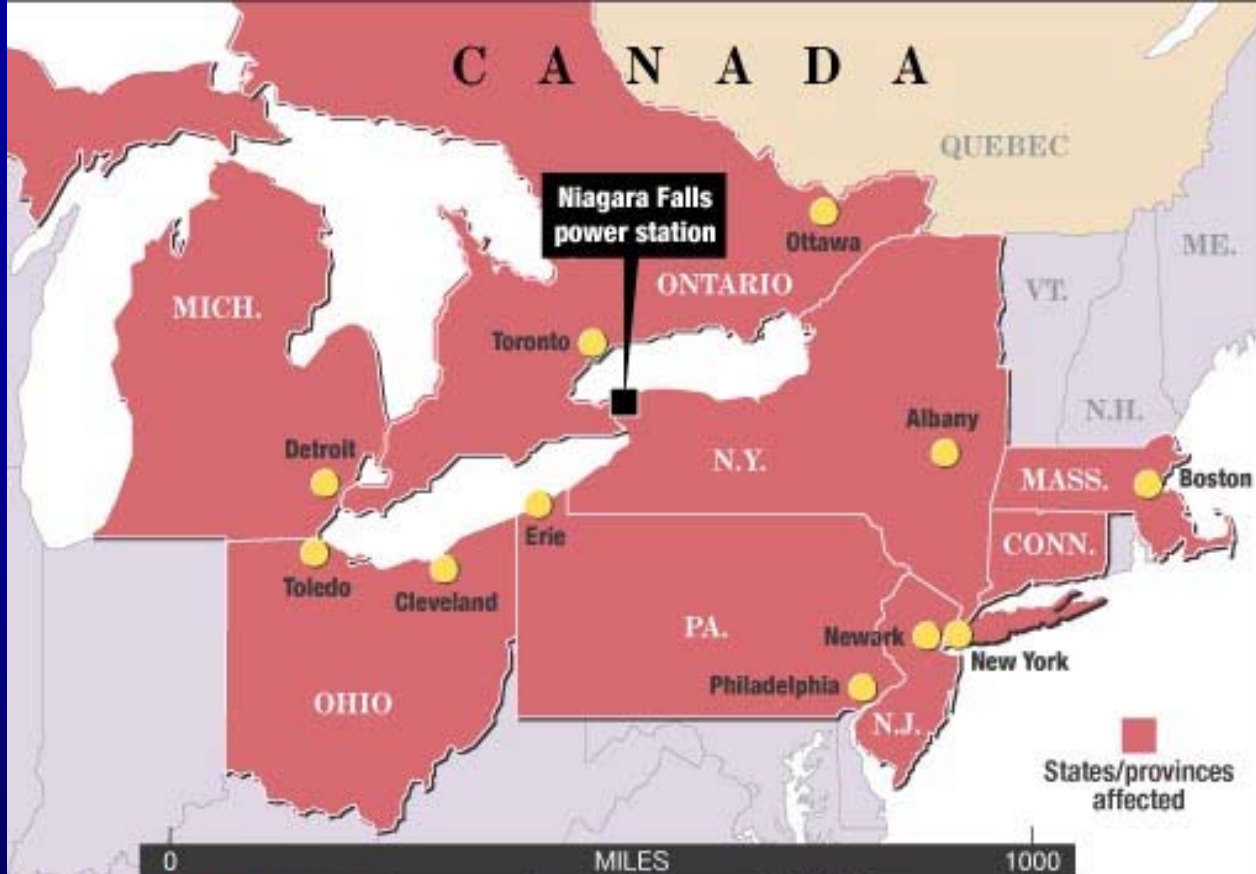 C A N A D A
QUEBEC
Niagara Falls
power station
Ottawa
ME.
ONTARIO
VT.
MICH.
Toronto
N.H.
Albany
Detroit
N.Y.
MASS.
Boston
Erie
CONN.
Toledo
Cleveland
PA.
Newark
New York
Philadelphia
OHIO
N.J.
States/provinces
affected
0 MILES 1000